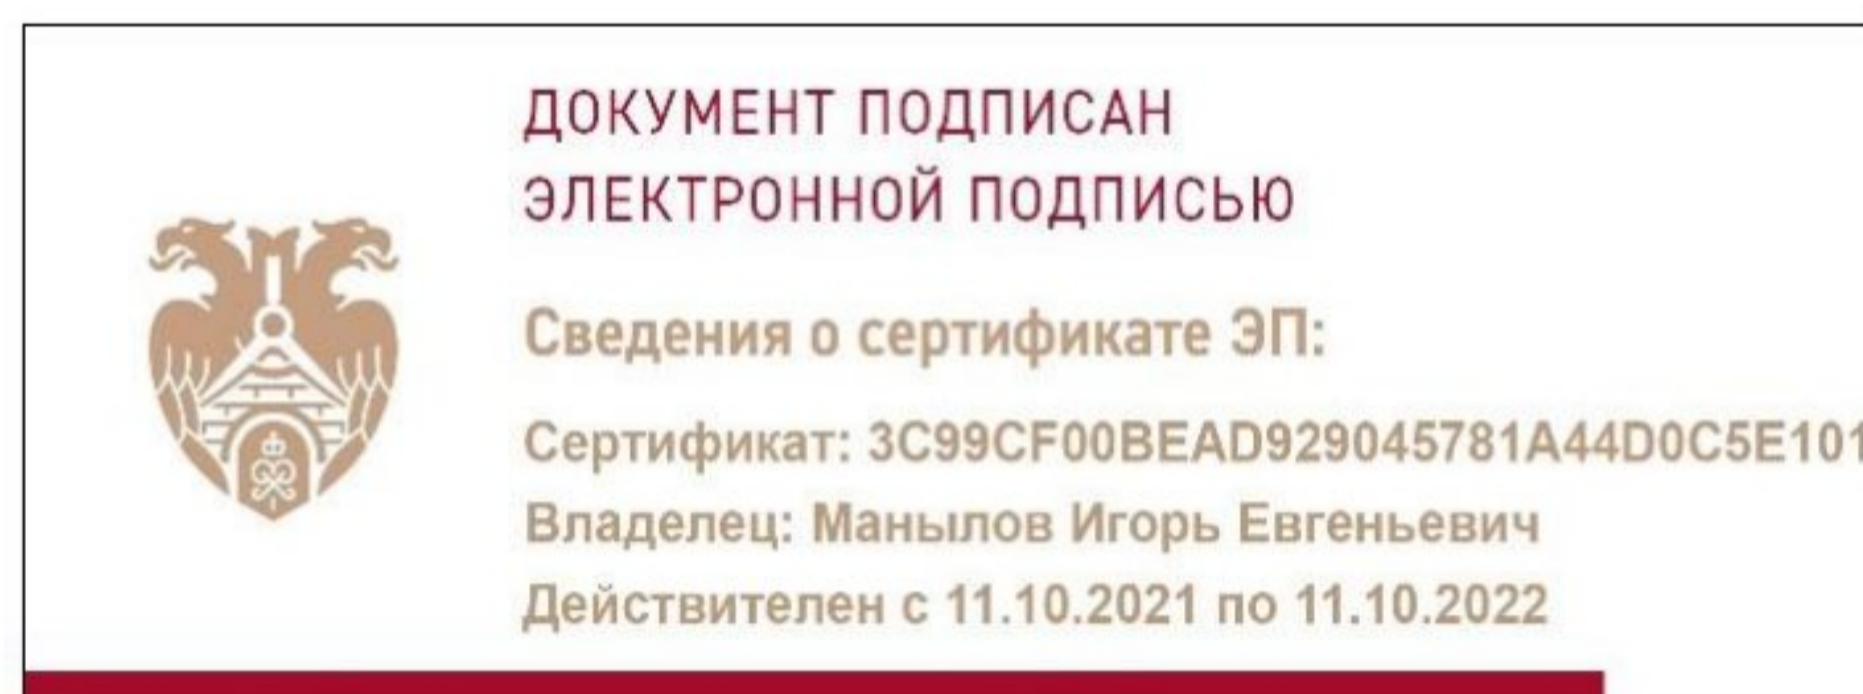 ДОКУМЕНТ ПОДПИСАН
ЭЛЕКТРОННОЙ ПОДПИСЬЮ
Сведения о сертификате ЭП:
Сертификат: 3C99CF00BEAD929045781A44D0C5E101
Владелец: Манылов Игорь Евгеньевич
Действителен с 11.10.2021 по 11.10.2022